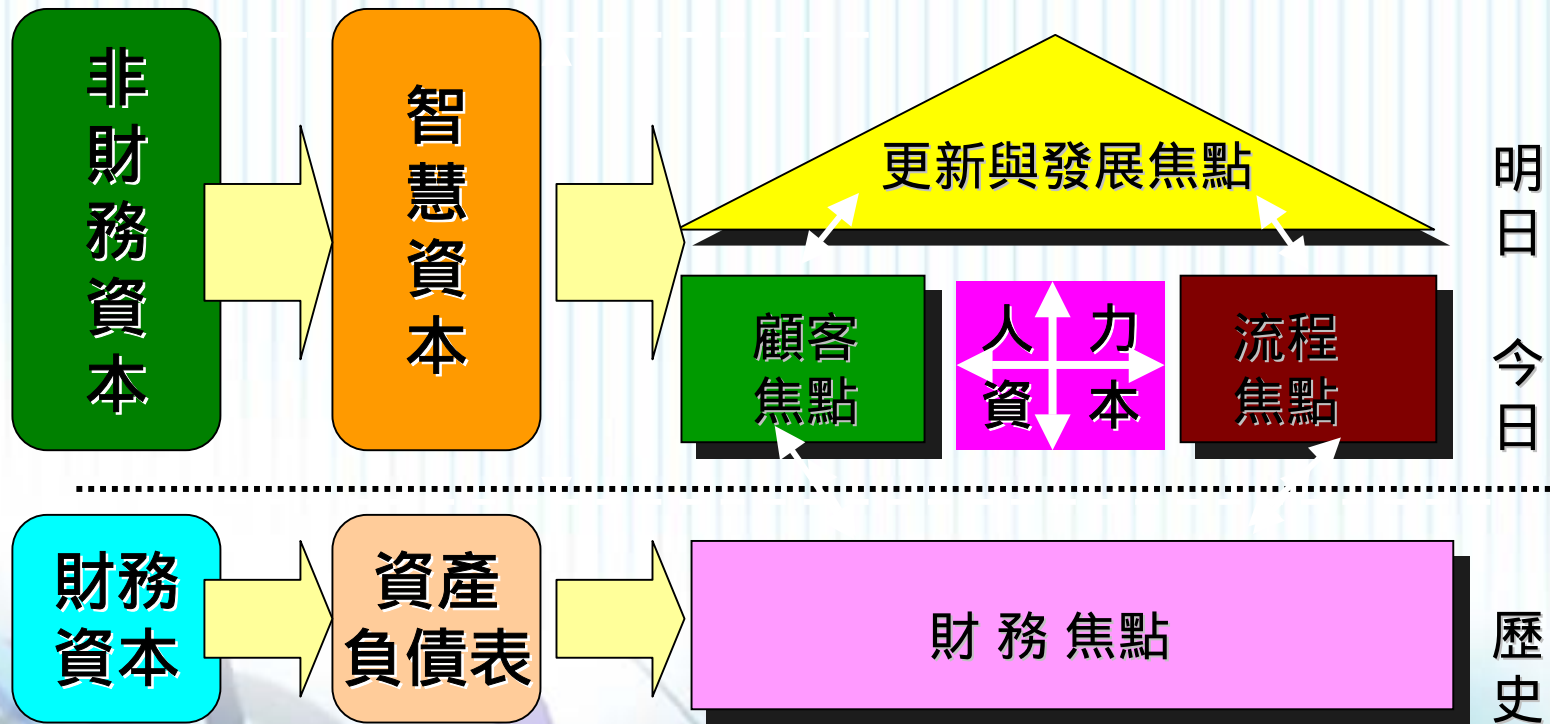 非財務資本
智慧資本
更新與發展焦點
明日
顧客
焦點
人 力
資 本
流程
焦點
今日
財務
資本
資產
負債表
財 務 焦點
歷史